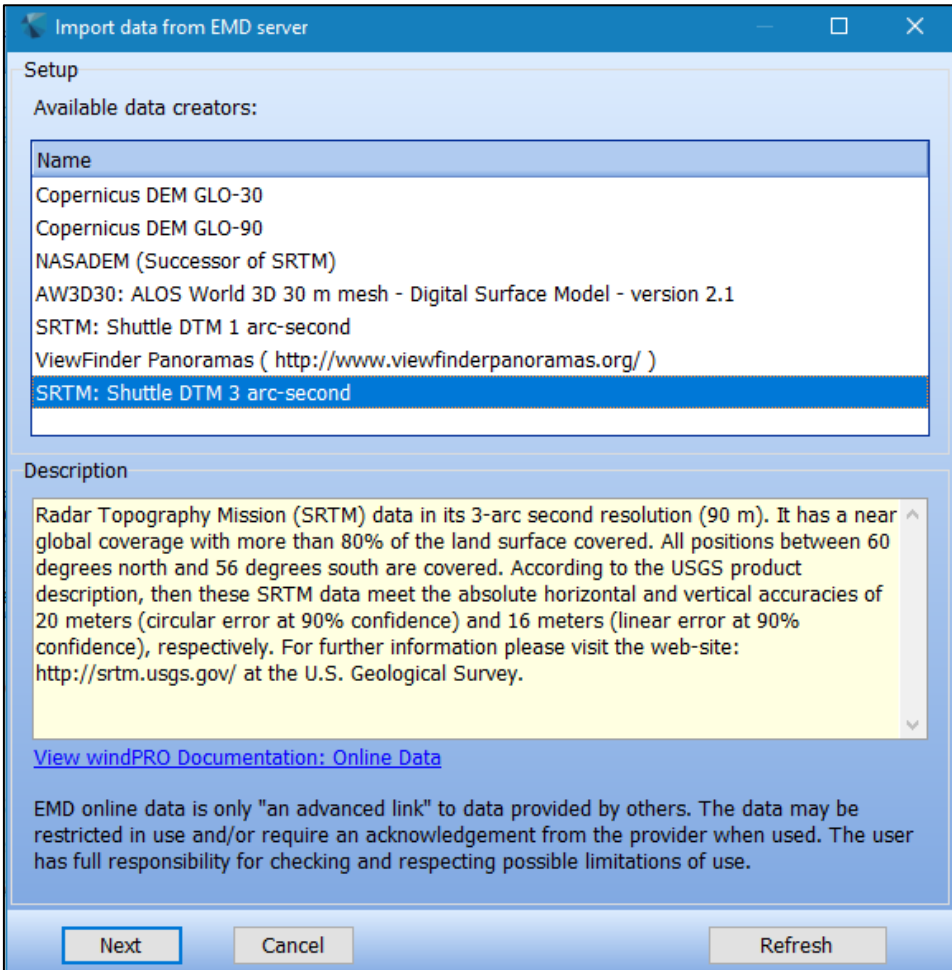 Import data from EMD server
Setup
Available data creators:
Name
Copernicus DEM GLO-30
Copernicus DEM GLO-90
NASADEM (Successor of SRTM)
AW3D30: ALOS World 3D 30 m mesh - Digital Surface Model - version 2.1
SRTM: Shuttle DTM 1 arc-second
ViewFinder Panoramas ( http://www.viewfinderpanoramas.org/ )
SRTM: Shuttle DTM 3 arc-second
Description
Radar Topography Mission (SRTM) data in its 3-arc second resolution (90 m). It has a near
global coverage with more than 80% of the land surface covered. All positions between 60
degrees north and 56 degrees south are covered. According to the USGS product
description, then these SRTM data meet the absolute horizontal and vertical accuracies of
20 meters (circular error at 90% confidence) and 16 meters (linear error at 90%
confidence), respectively. For further information please visit the web-site:
http://srtm.usgs.gov/ at the U.S. Geological Survey.
View windPRO Documentation: Online Data
EMD online data is only "an advanced link" to data provided by others. The data may be
restricted in use and/or require an acknowledgement from the provider when used. The user
has full responsibility for checking and respecting possible limitations of use.
Next Cancel Refresh